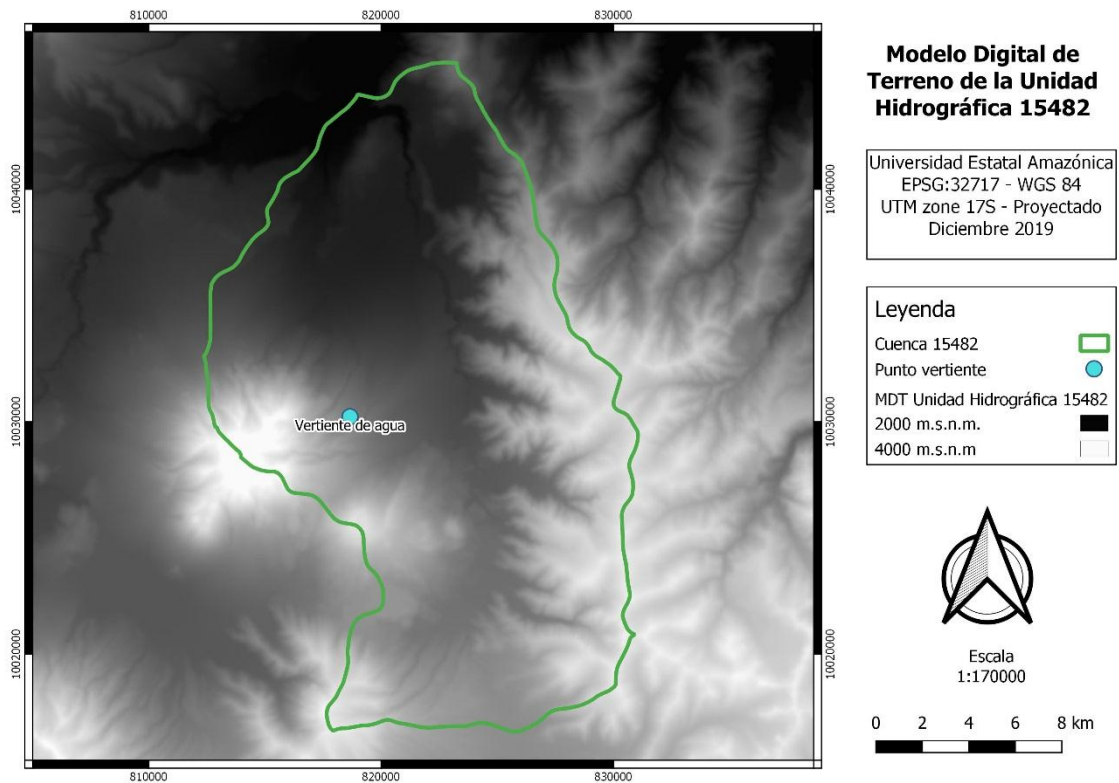 810000 820000 830000
10040000
10030000
10020000
Vertiente de agua
10040000
10030000
10020000
810000 820000 830000
Modelo Digital de
Terreno de la Unidad
Hidrográfica 15482
Universidad Estatal Amazónica
EPSG:32717 - WGS 84
UTM zone 17S - Proyectado
Diciembre 2019
Leyenda
Cuenca 15482
Punto vertiente
MDT Unidad Hidrográfica 15482
2000 m.s.n.m.
4000 m.s.n.m
Escala
1:170000
0 2 4 6 8 km